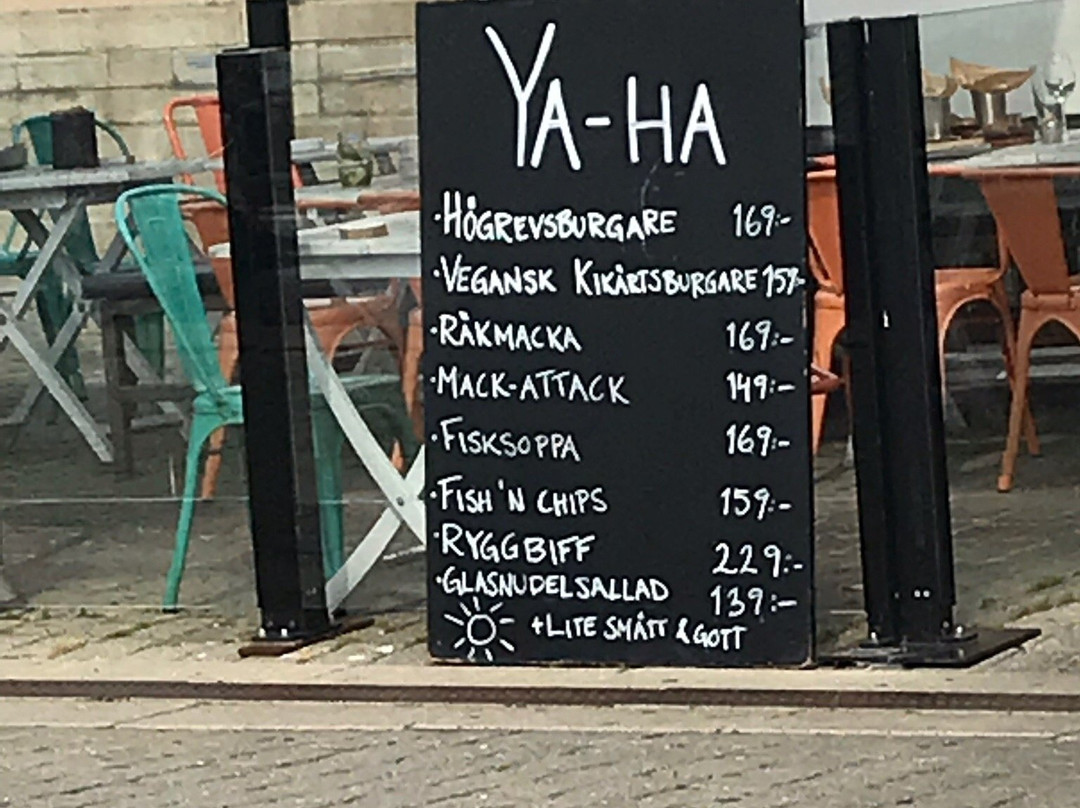 YA-HA
·HÖGREVSBURGARE 169:-
·VEGANSK KIKÄRTSBURGARE 159:-
·RÄKMACKA 169:-
·MACK-ATTACK 149:-
·FISKSOPPA 169:-
·FISH'N CHIPS 159:-
·RYGGBIFF 229:-
·GLASNUDELSALLAD 139:-
+LITE SMÅTT & GOTT